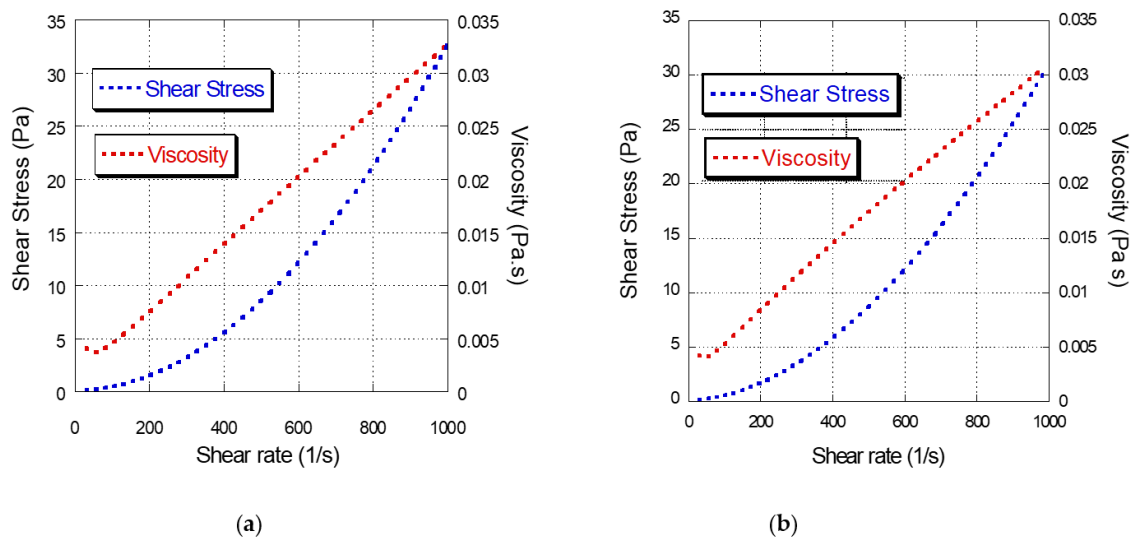 35
30
25
20
15
10
5
0
Shear Stress (Pa)
Shear Stress
Viscosity
0.035
0.03
0.025
0.02
0.015
0.01
0.005
0
Viscosity (Pa.s)
0 200 400 600 800 1000
Shear rate (1/s)
(a)
35
30
25
20
15
10
5
0
Shear Stress (Pa)
Shear Stress
Viscosity
0.035
0.03
0.025
0.02
0.015
0.01
0.005
0
Viscosity (Pa s)
0 200 400 600 800 1000
Shear rate (1/s)
(b)